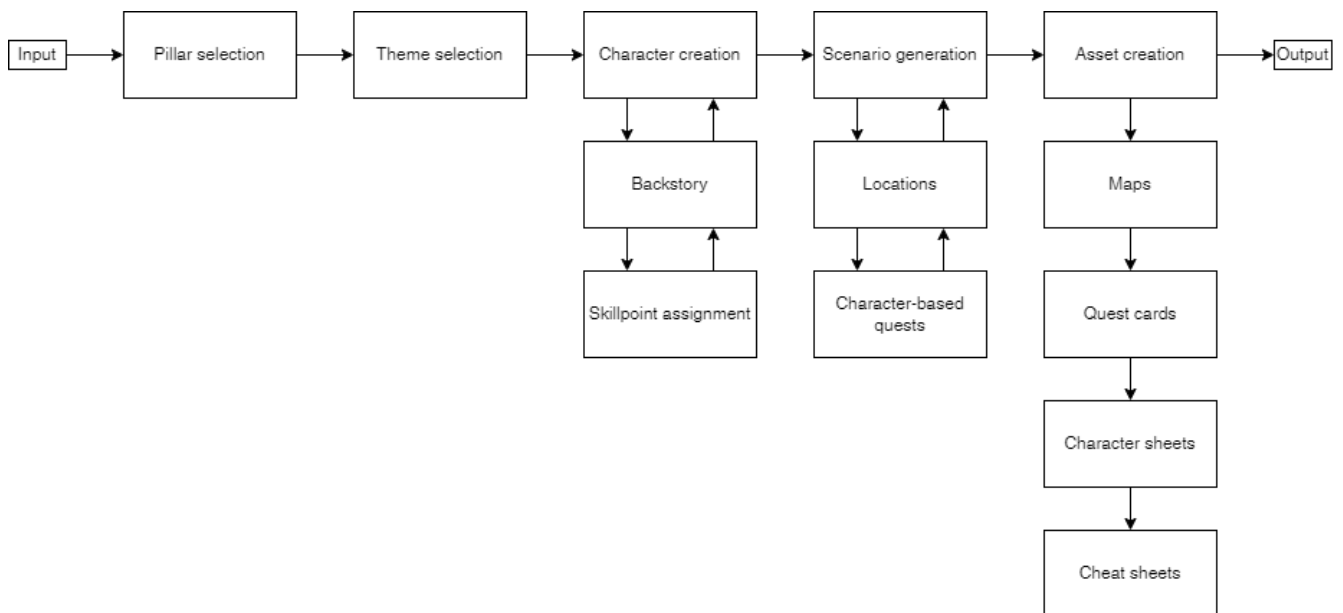 Input
Pillar selection
Theme selection
Character creation
Scenario generation
Asset creation
Output
Backstory
Locations
Maps
Skillpoint assignment
Character-based
quests
Quest cards
Character sheets
Cheat sheets